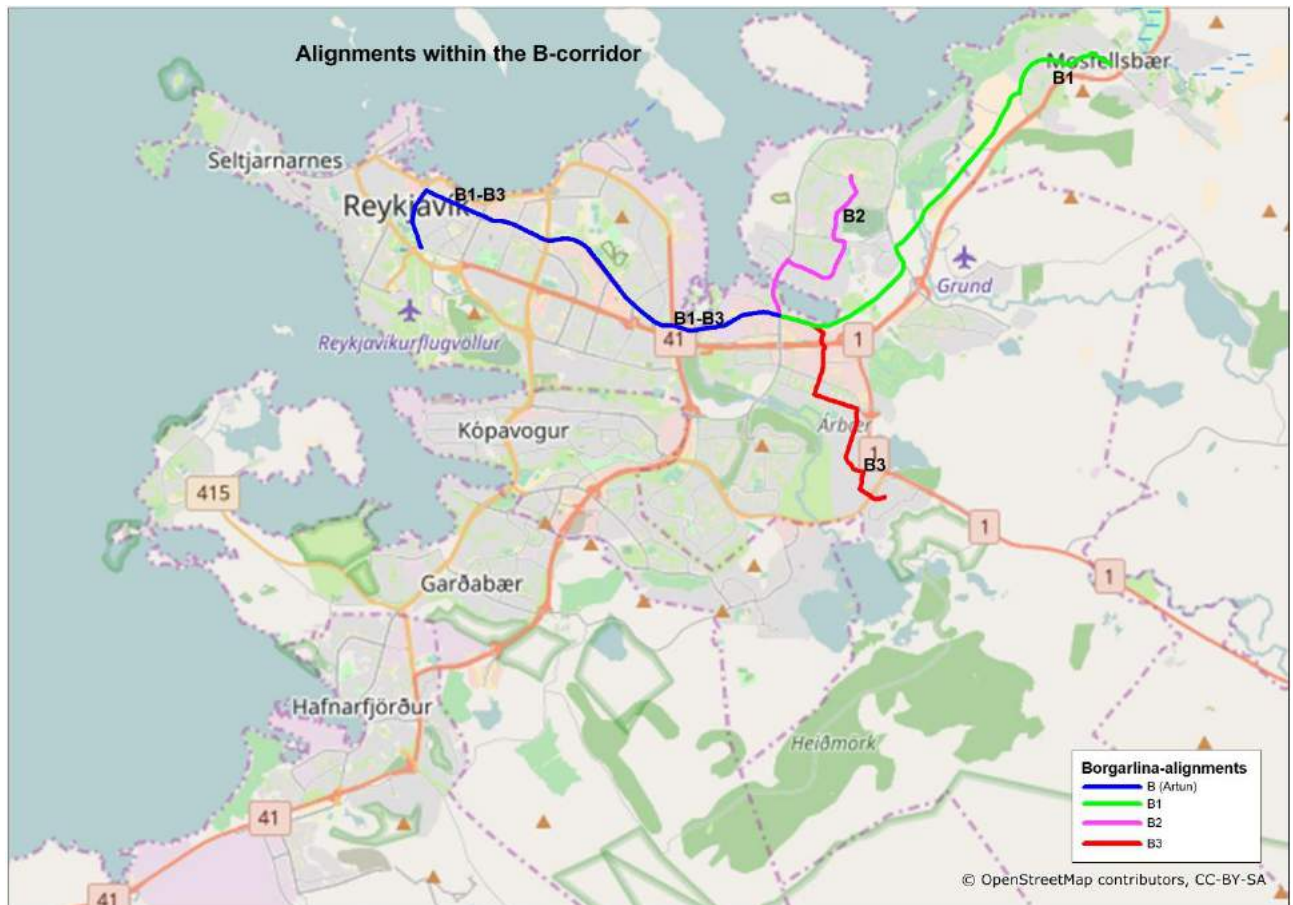 Alignments within the B-corridor
Mosfellsbær
B1
Seltjarnarnes
Reykjavík
B1-B3
B2
Grund
B1-B3
41
1
Reykjavíkurflugvöllur
Árbær
Kópavogur
1
B3
415
1
1
Garðabær
Hafnarfjörður
Heiðmörk
41
41
Borgarlina-alignments
B (Artun)
B1
B2
B3
© OpenStreetMap contributors, CC-BY-SA